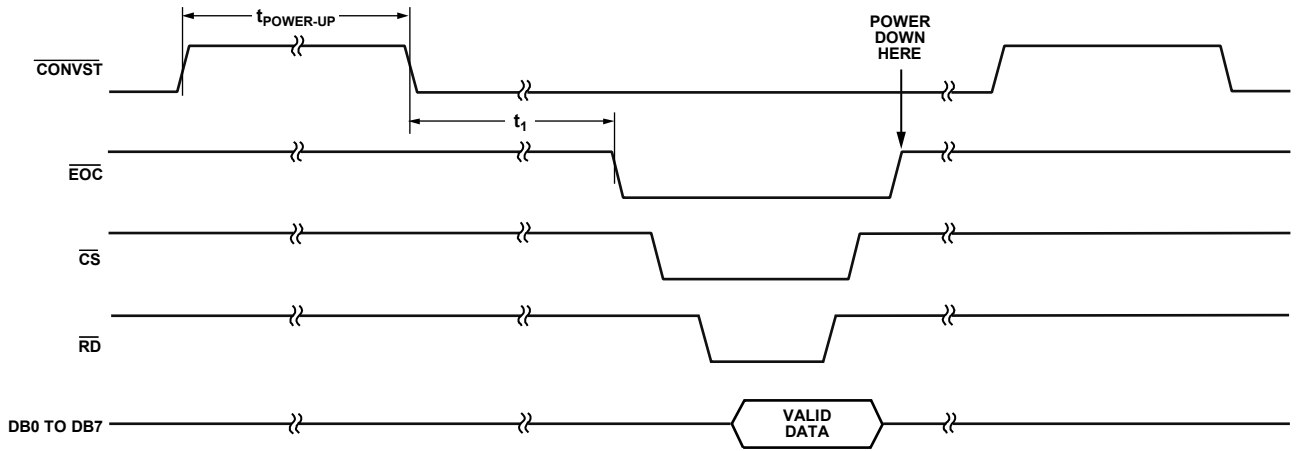 tPOWER-UP
POWER
DOWN
HERE
CONVST
t1
EOC
CS
RD
DB0 TO DB7
VALID
DATA